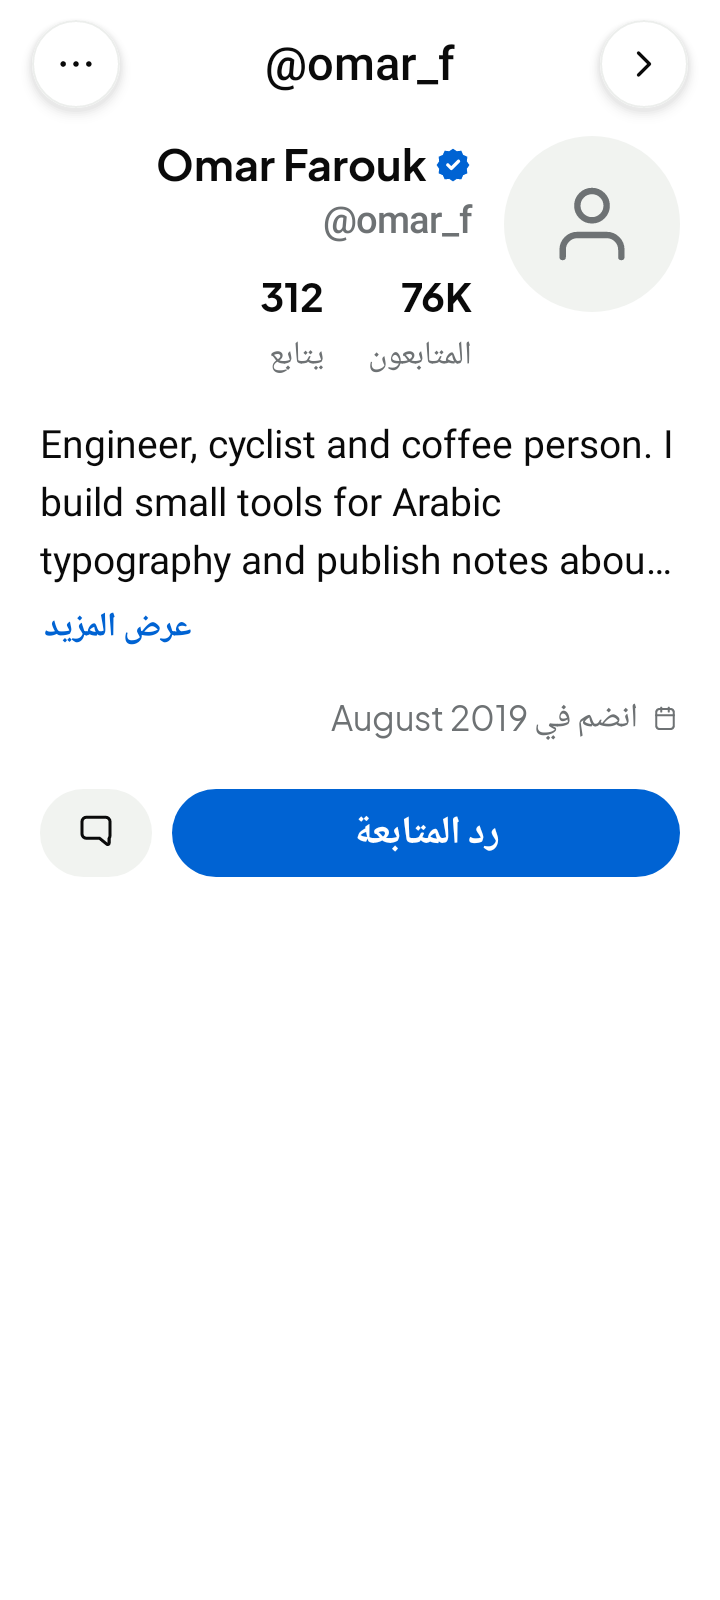 @omar_f
Omar Farouk
@omar_f
76K
المتابعون
312
يتابع
Engineer, cyclist and coffee person. I
build small tools for Arabic
typography and publish notes abou…
عرض المزيد
انضم في August 2019
رد المتابعة